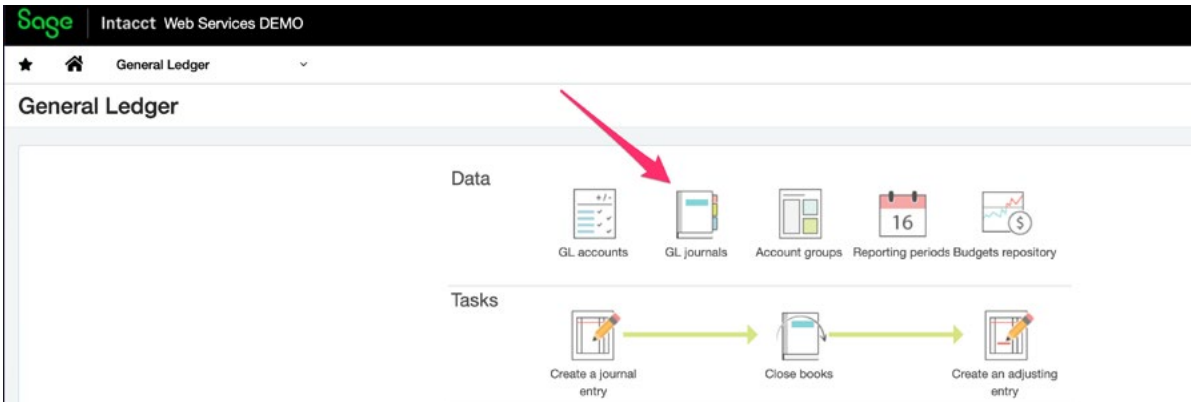 Sage Intacct Web Services DEMO
General Ledger
General Ledger
Data
+/-
16
$
GL accounts GL journals Account groups Reporting periods Budgets repository
Tasks
Create a journal Close books Create an adjusting
entry entry